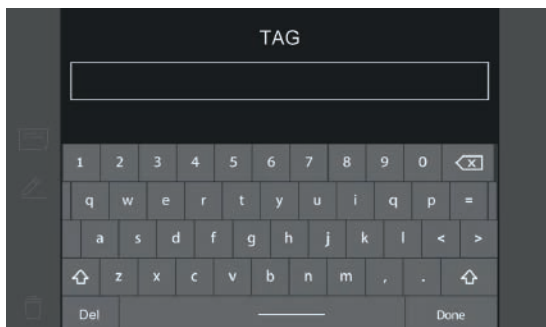 TAG
1 2 3 4 5 6 7 8 9 0
q w e r t y u i q p =
a s d f g h j k l < >
z x c v b n m , .
Del Done